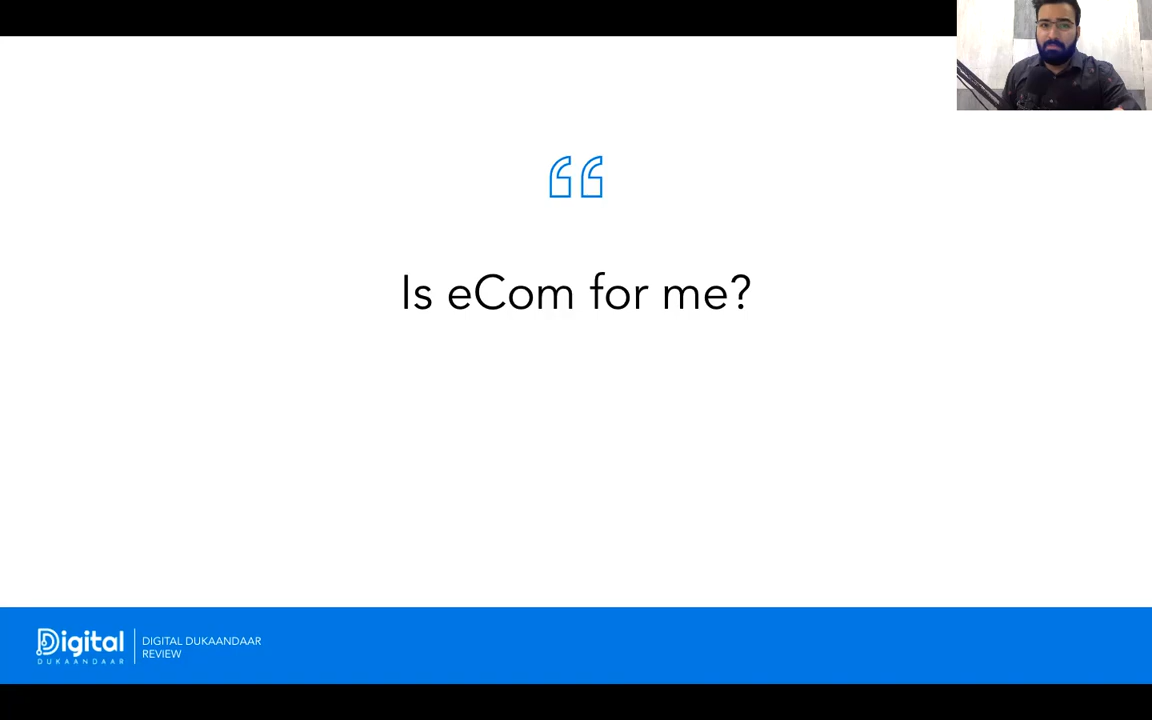 “
Is eCom for me?
Digital
DUKAANDAAR
DIGITAL DUKAANDAAR
REVIEW